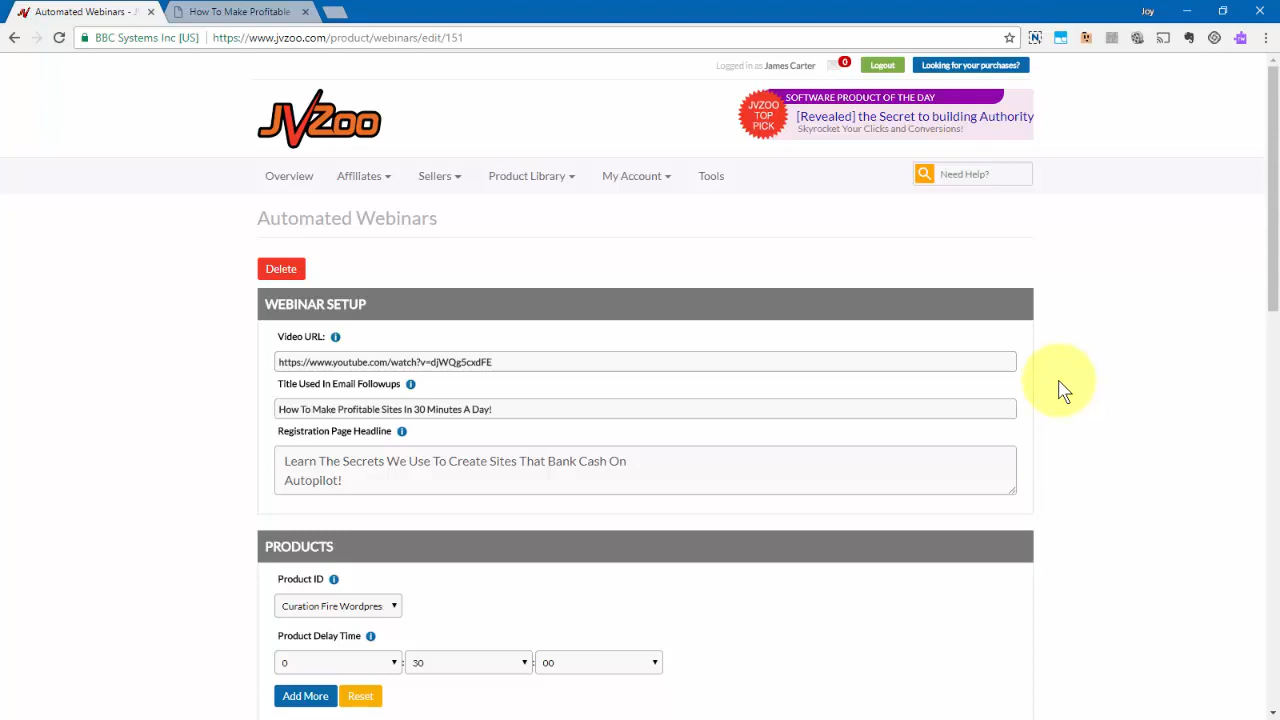 Automated Webinars - J
How To Make Profitable
Joy
BBC Systems Inc [US]
https://www.jvzoo.com/product/webinars/edit/151
Logged in as James Carter
0
Logout
Looking for your purchases?
JVZoo
JVZOO TOP PICK
SOFTWARE PRODUCT OF THE DAY
[Revealed] the Secret to building Authority
Skyrocket Your Clicks and Conversions!
Overview
Affiliates
Sellers
Product Library
My Account
Tools
Need Help?
Automated Webinars
Delete
WEBINAR SETUP
Video URL:
https://www.youtube.com/watch?v=djWQg5cxdFE
Title Used In Email Followups
How To Make Profitable Sites In 30 Minutes A Day!
Registration Page Headline
Learn The Secrets We Use To Create Sites That Bank Cash On
Autopilot!
PRODUCTS
Product ID
Curation Fire Wordpres
Product Delay Time
0 : 30 : 00
Add More
Reset